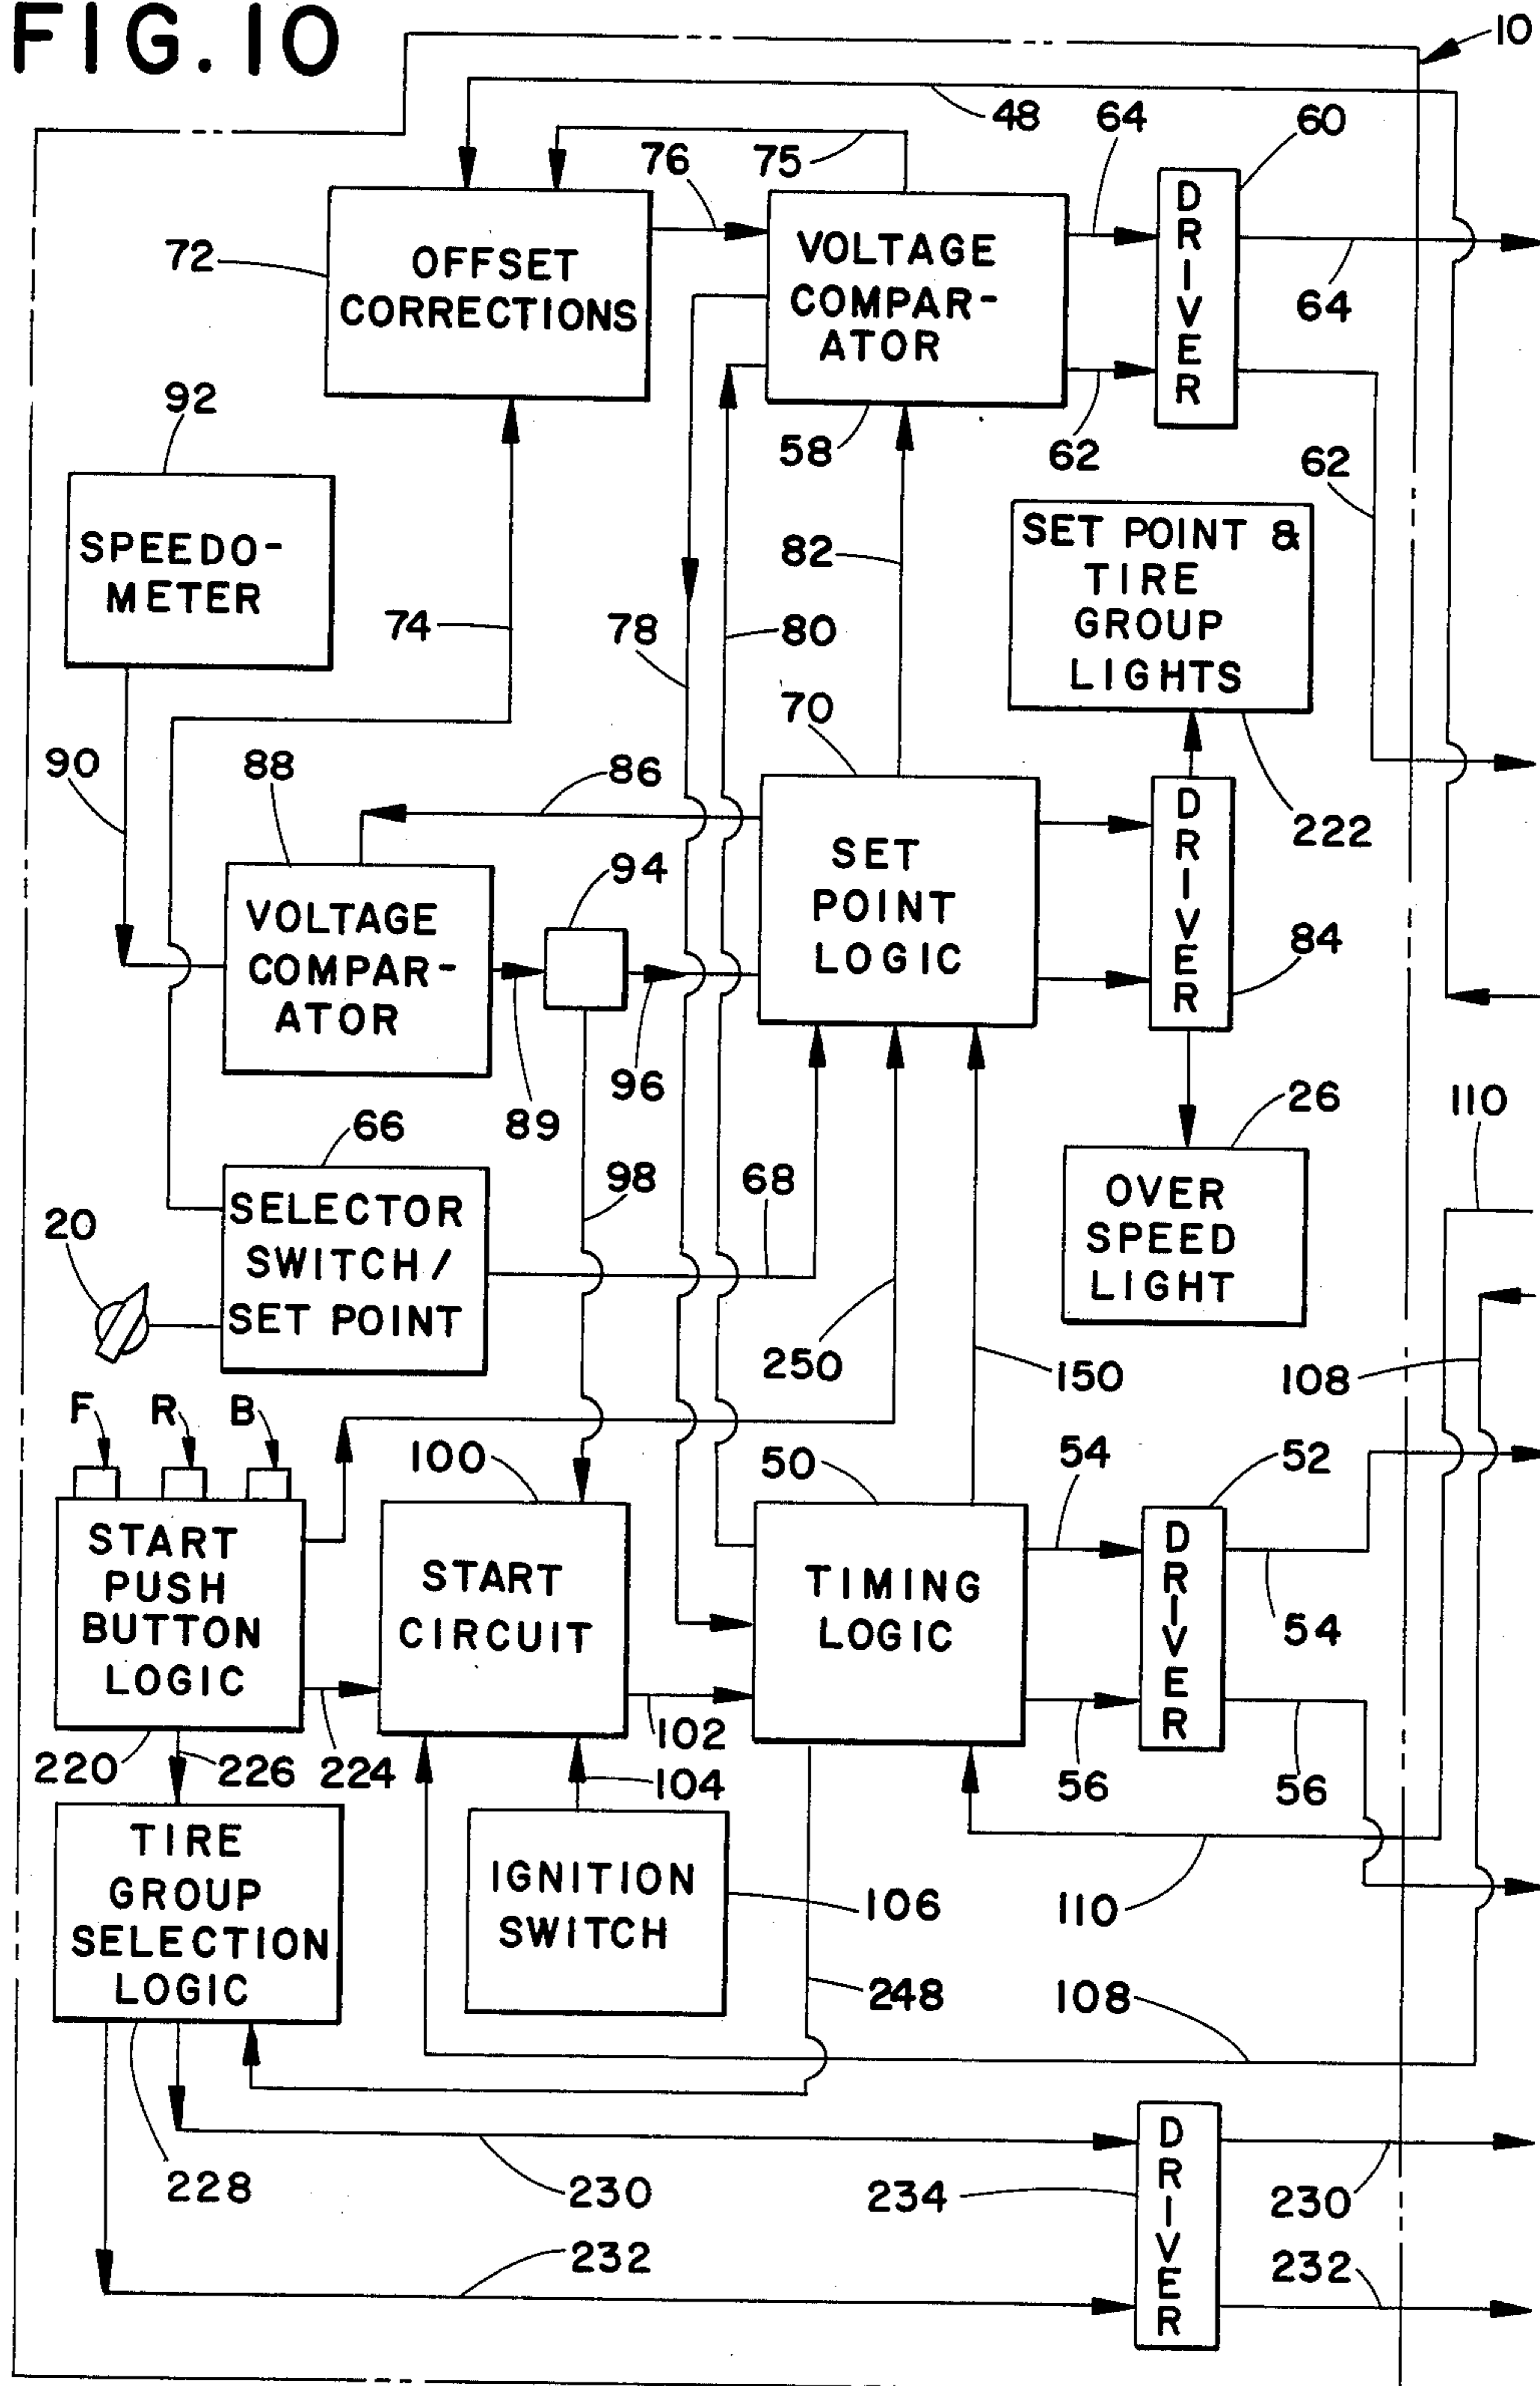 FIG. 10
10
48
64
60
76
75
72
OFFSET
CORRECTIONS
VOLTAGE
COMPAR-
ATOR
DRIVER
64
92
58
62
62
SPEEDO-
METER
74
78
80
82
SET POINT &
TIRE
GROUP
LIGHTS
70
90
88
86
94
222
VOLTAGE
COMPAR-
ATOR
SET
POINT
LOGIC
DRIVER
84
89
96
66
98
68
26
110
20
SELECTOR
SWITCH/
SET POINT
OVER
SPEED
LIGHT
250
150
108
F
R
B
100
50
54
52
START
PUSH
BUTTON
LOGIC
START
CIRCUIT
TIMING
LOGIC
DRIVER
54
220
226
224
102
104
56
56
TIRE
GROUP
SELECTION
LOGIC
IGNITION
SWITCH
106
110
248
108
228
230
234
DRIVER
230
232
232